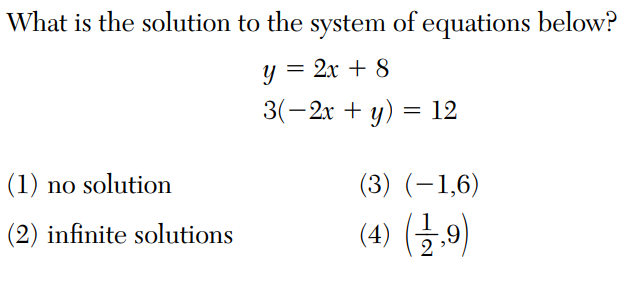 What is the solution to the system of equations below?
y = 2x + 8
3(−2x + y) = 12
(1) no solution
(3) (−1,6)
(2) infinite solutions
(4) (1/2,9)